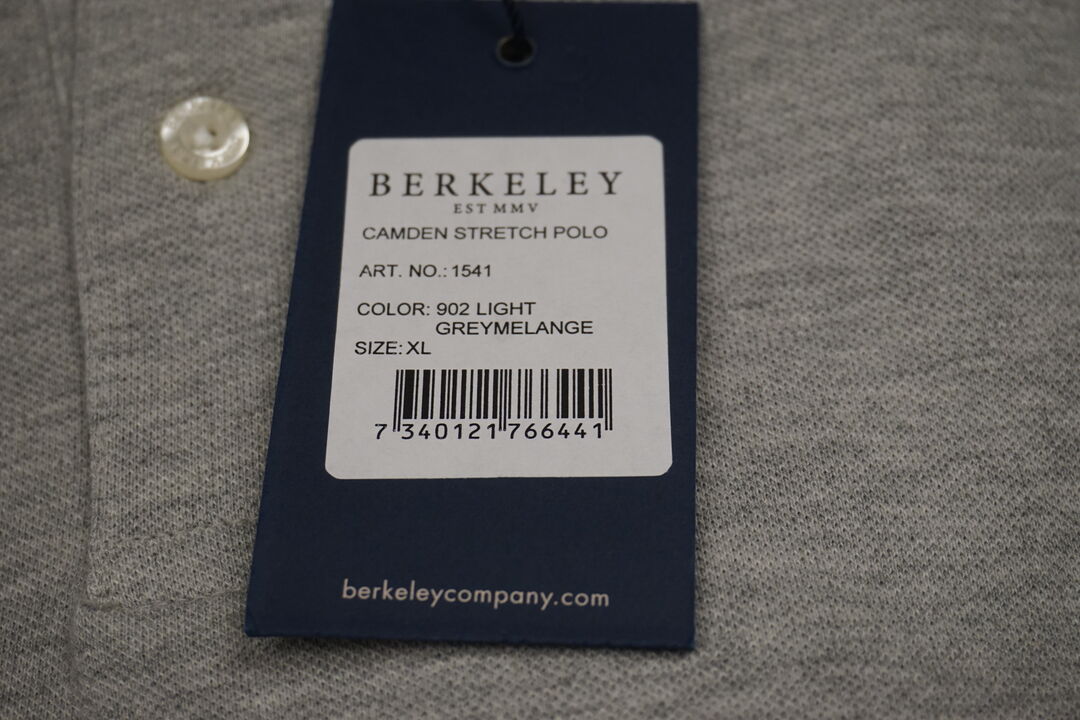 BERKELEY
EST MMV
CAMDEN STRETCH POLO
ART. NO.: 1541
COLOR: 902 LIGHT
GREYMELANGE
SIZE: XL
7 340121 766441
berkeleycompany.com